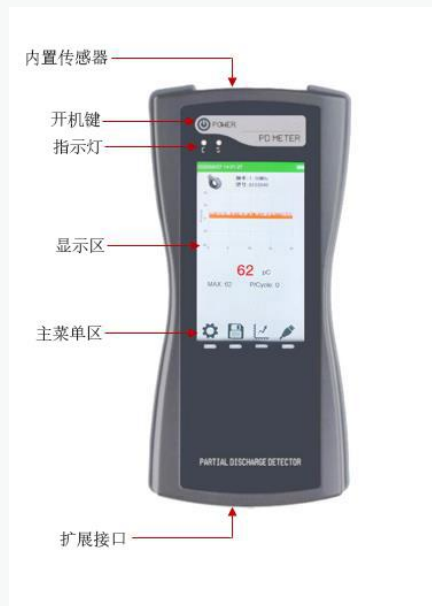 内置传感器
开机键
POWER
指示灯
PD METER
C S
显示区
62 pC
MAX: 62 P/Cycle: 0
主菜单区
PARTIAL DISCHARGE DETECTOR
扩展接口